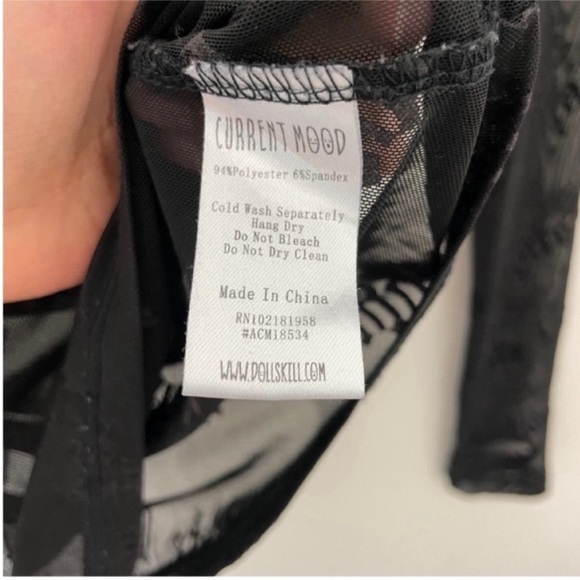 CURRENT MOOD
94%Polyester 6%Spandex
Cold Wash Separately
Hang Dry
Do Not Bleach
Do Not Dry Clean
Made In China
RN102181958
#ACM18534
WWW.DOLLSKILL.COM